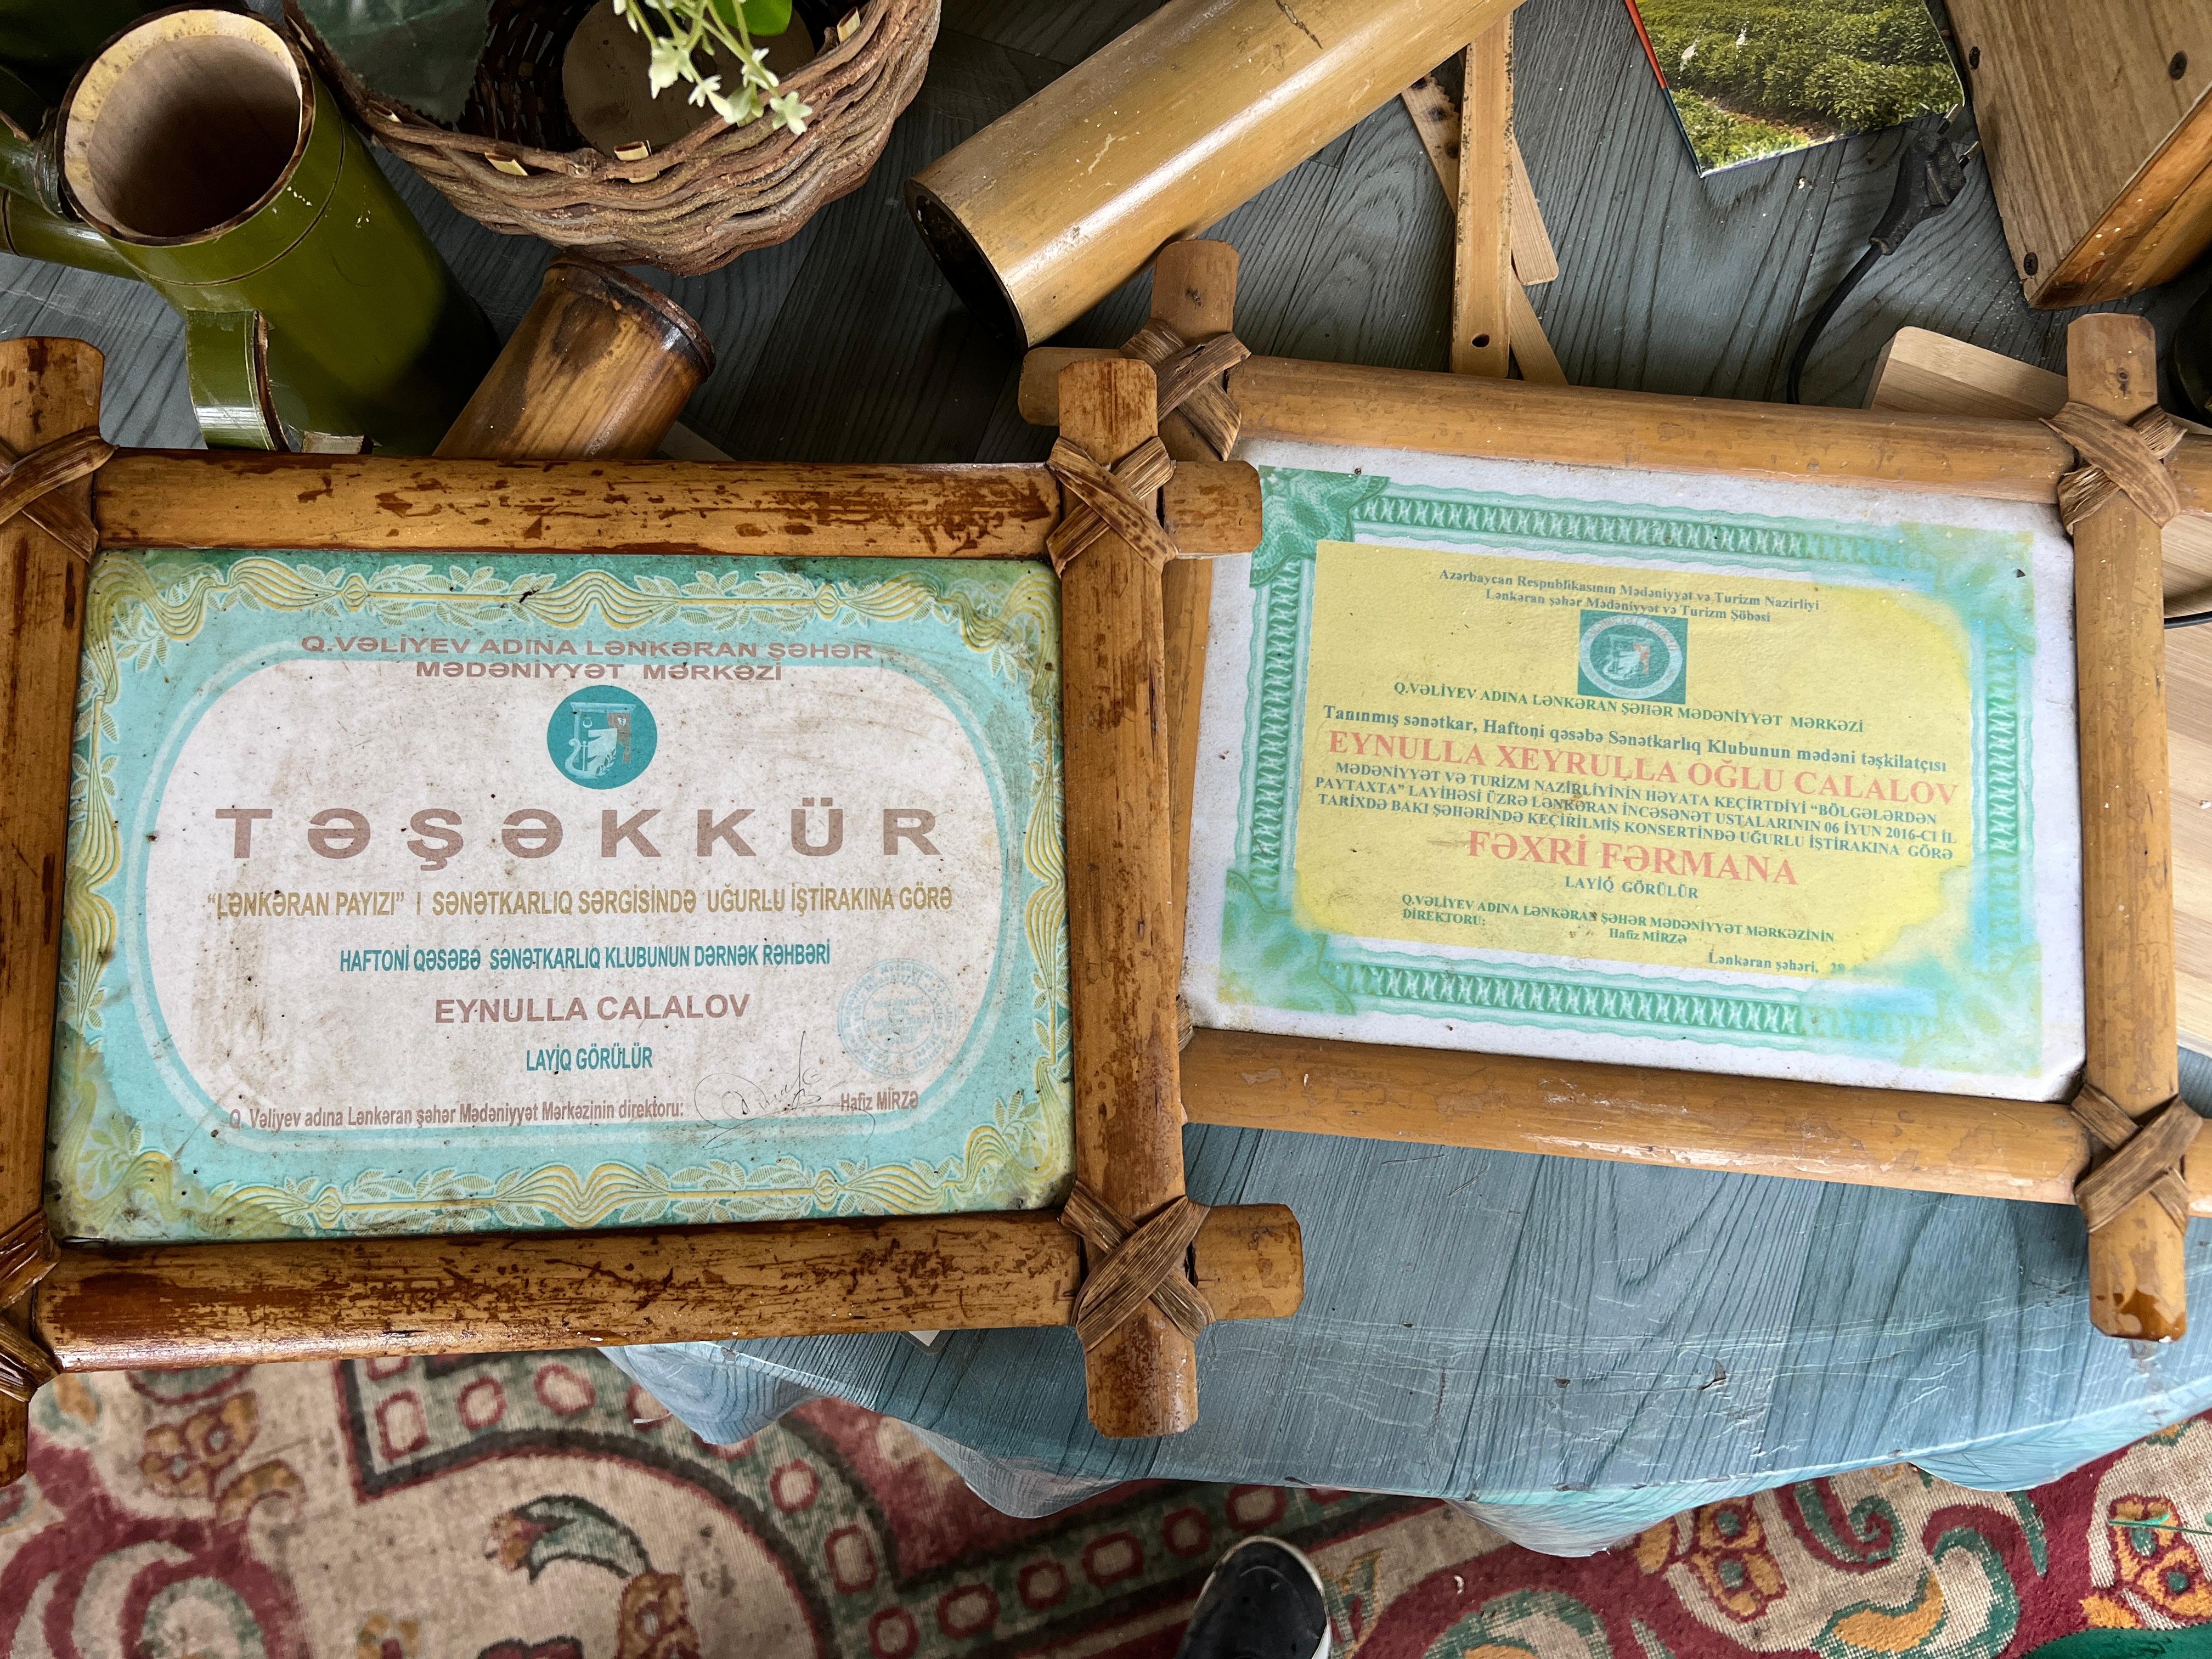 Q.VƏLİYEV ADINA LƏNKƏRAN ŞƏHƏR
MƏDƏNİYYƏT MƏRKƏZİ
TƏŞƏKKÜR
“LƏNKƏRAN PAYIZI” I SƏNƏTKARLIQ SƏRGİSİNDƏ UĞURLU İŞTİRAKINA GÖRƏ
HAFTONİ QƏSƏBƏ SƏNƏTKARLIQ KLUBUNUN DƏRNƏK RƏHBƏRİ
EYNULLA CALALOV
LAYİQ GÖRÜLÜR
Q. Vəliyev adına Lənkəran şəhər Mədəniyyət Mərkəzinin direktoru: Hafiz MİRZƏ
Azərbaycan Respublikasının Mədəniyyət və Turizm Nazirliyi
Lənkəran şəhər Mədəniyyət və Turizm Şöbəsi
Q.VƏLİYEV ADINA LƏNKƏRAN ŞƏHƏR MƏDƏNİYYƏT MƏRKƏZİ
Tanınmış sənətkar, Haftoni qəsəbə Sənətkarlıq Klubunun mədəni təşkilatçısı
EYNULLA XEYRULLA OĞLU CALALOV
MƏDƏNİYYƏT VƏ TURİZM NAZİRLİYİNİN HƏYATA KEÇİRTDİYİ “BÖLGƏLƏRDƏN
PAYTAXTA” LAYİHƏSİ ÜZRƏ LƏNKƏRAN İNCƏSƏNƏT USTALARININ 06 İYUN 2016-CI İL
TARİXDƏ BAKI ŞƏHƏRİNDƏ KEÇİRİLMİŞ KONSERTİNDƏ UĞURLU İŞTİRAKINA GÖRƏ
FƏXRİ FƏRMANA
LAYİQ GÖRÜLÜR
Q.VƏLİYEV ADINA LƏNKƏRAN ŞƏHƏR MƏDƏNİYYƏT MƏRKƏZİNİN
DİREKTORU: Hafiz MİRZƏ
Lənkəran şəhəri,